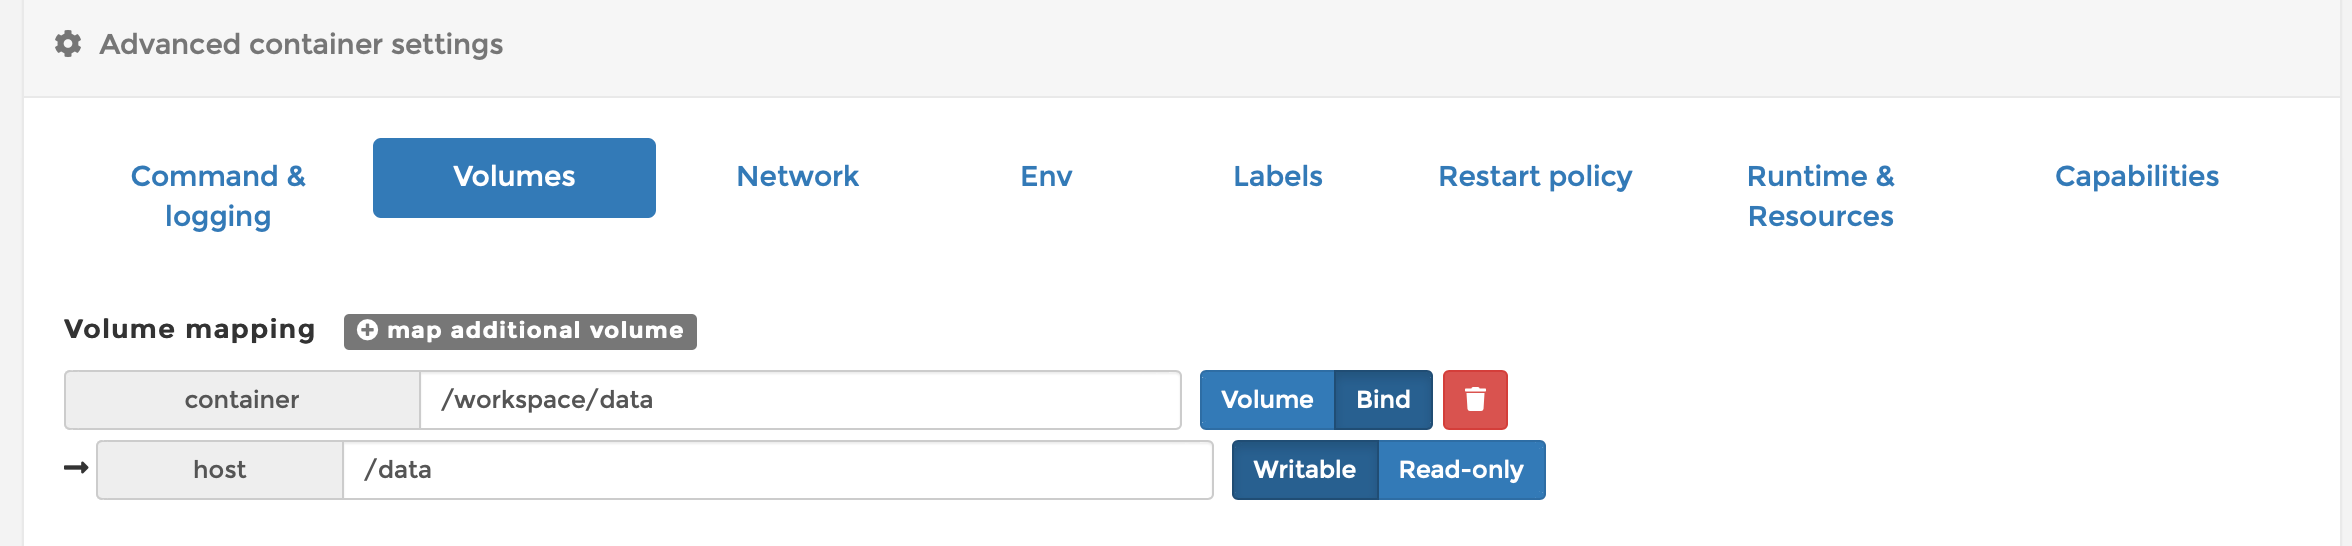 Advanced container settings
Command & logging
Volumes
Network
Env
Labels
Restart policy
Runtime & Resources
Capabilities
Volume mapping
map additional volume
container
/workspace/data
Volume
Bind
host
/data
Writable
Read-only